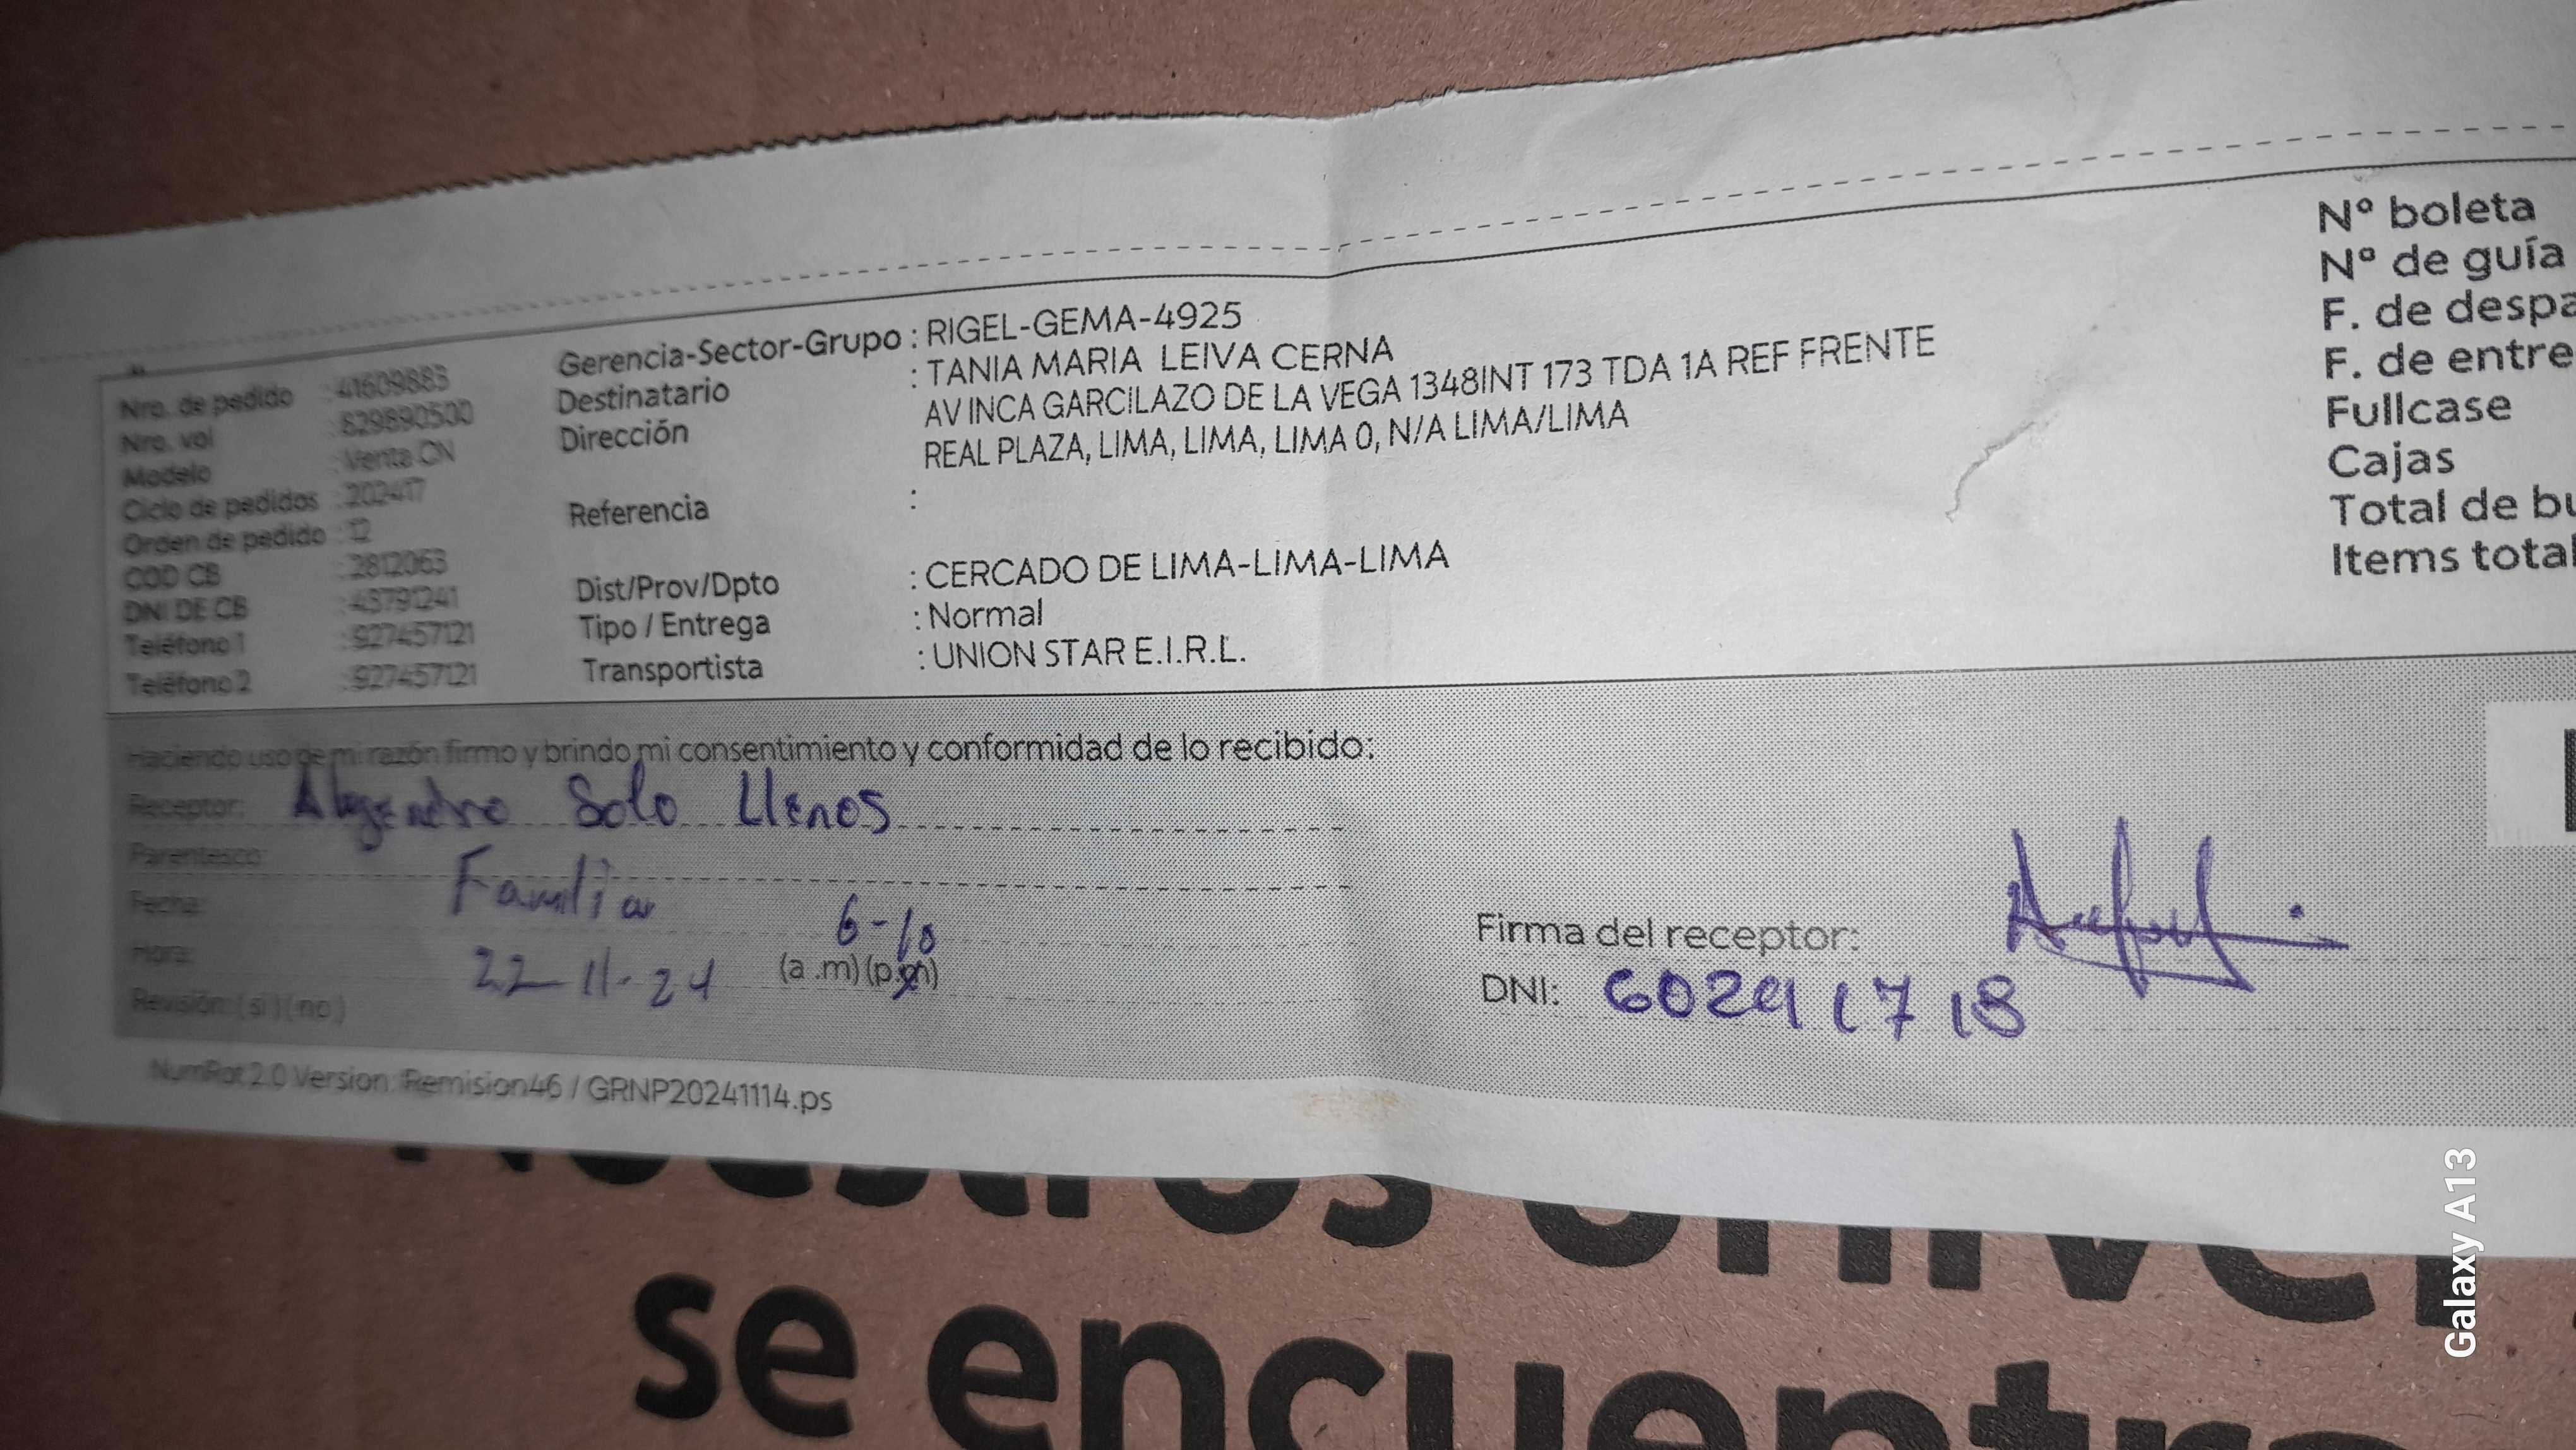 Nº boleta
Nº de guía
F. de despa
F. de entre
Fullcase
Cajas
Total de bu
Items total
Nro. de pedido : 41609883
Nro. vol : 829890500
Modelo : Venta CN
Ciclo de pedidos : 202417
Orden de pedido : 12
COD CB : 2812063
DNI DE CB : 43791241
Teléfono 1 : 927457121
Teléfono 2 : 927457121
Gerencia-Sector-Grupo : RIGEL-GEMA-4925
Destinatario : TANIA MARIA LEIVA CERNA
Dirección AV INCA GARCILAZO DE LA VEGA 1348INT 173 TDA 1A REF FRENTE
REAL PLAZA, LIMA, LIMA, LIMA 0, N/A LIMA/LIMA
Referencia :
Dist/Prov/Dpto : CERCADO DE LIMA-LIMA-LIMA
Tipo / Entrega : Normal
Transportista : UNION STAR E.I.R.L.
Haciendo uso de mi razón firmo y brindo mi consentimiento y conformidad de lo recibido:
Receptor: Alejandro Solo Llenos
Parentesco:
Familia
Fecha:
6-10
Hora: 22-11-24 (a.m)(p.m)
Revisión: (si)(no)
Firma del receptor:
DNI:
NumRot 2.0 Version: Remision46 / GRNP20241114.ps
se encuentra
Galaxy A13